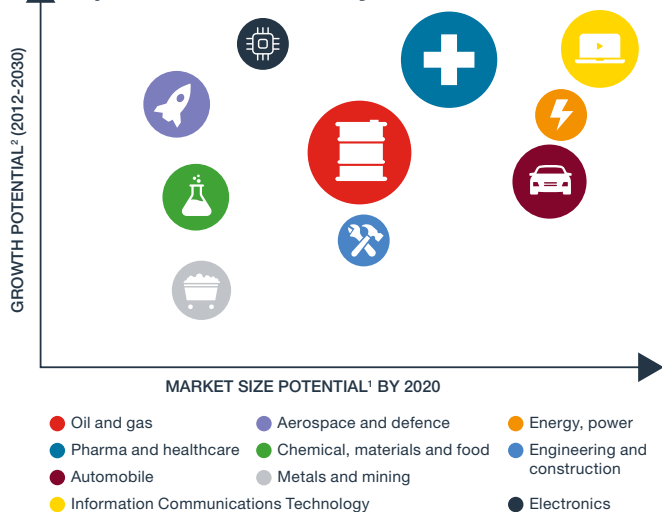 GROWTH POTENTIAL² (2012-2030)
MARKET SIZE POTENTIAL¹ BY 2020
Oil and gas
Aerospace and defence
Energy, power
Pharma and healthcare
Chemical, materials and food
Engineering and
construction
Automobile
Metals and mining
Information Communications Technology
Electronics